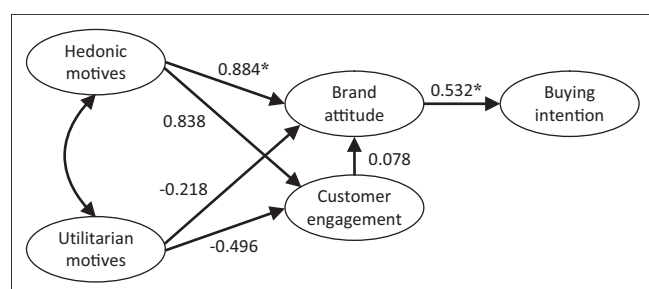 Hedonic
motives
0.884*
Brand
attitude
0.532*
Buying
intention
0.838
0.078
-0.218
Customer
engagement
Utilitarian
motives
-0.496